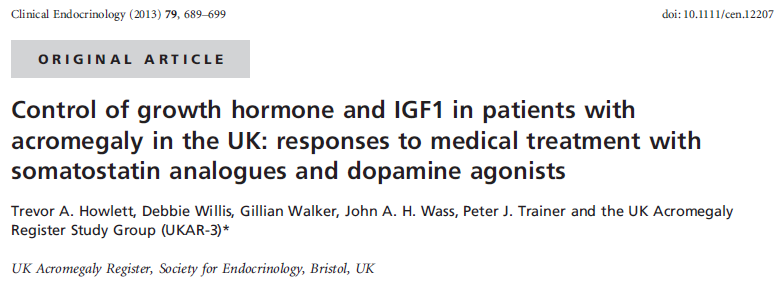 Clinical Endocrinology (2013) 79, 689–699
doi: 10.1111/cen.12207
ORIGINAL ARTICLE
Control of growth hormone and IGF1 in patients with
acromegaly in the UK: responses to medical treatment with
somatostatin analogues and dopamine agonists
Trevor A. Howlett, Debbie Willis, Gillian Walker, John A. H. Wass, Peter J. Trainer and the UK Acromegaly
Register Study Group (UKAR-3)*
UK Acromegaly Register, Society for Endocrinology, Bristol, UK